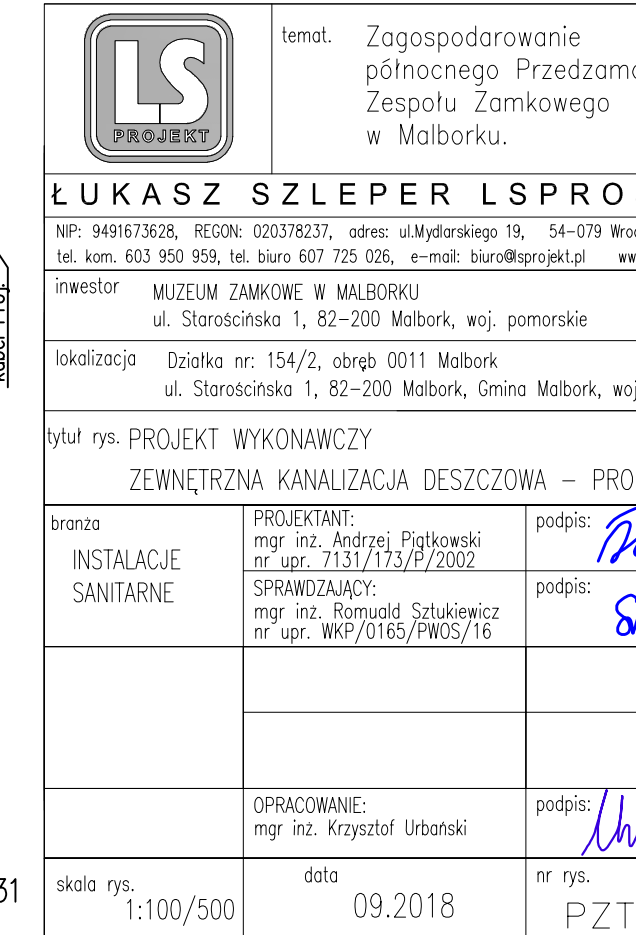 LS
PROJEKT
temat. Zagospodarowanie
północnego
Zespołu Zamkowego
w Malborku.
ŁUKASZ SZLEPER
NIP: 9491673628, REGON: 020378237, adres: ul.Mydlarskiego 19, 54-079
tel. kom. 603 950 959, tel. biuro 607 725 026, e-mail: biuro@lsprojekt.pl
inwestor MUZEUM ZAMKOWE W MALBORKU
ul. Starościńska 1, 82-200 Malbork, woj. pomorskie
lokalizacja Działka nr: 154/2, obręb 0011 Malbork
ul. Starościńska 1, 82-200 Malbork, Gmina Malbork,
tytuł rys. PROJEKT WYKONAWCZY
ZEWNĘTRZNA KANALIZACJA DESZCZOWA -
branża
INSTALACJE
SANITARNE
PROJEKTANT:
mgr inż. Andrzej Piątkowski
nr upr. 7131/173/P/2002
podpis:
SPRAWDZAJĄCY:
mgr inż. Romuald Sztukiewicz
nr upr. WKP/0165/PWOS/16
podpis:
OPRACOWANIE:
mgr inż. Krzysztof Urbański
podpis:
skala rys.
1:100/500
data
09.2018
nr rys.
PZT
31